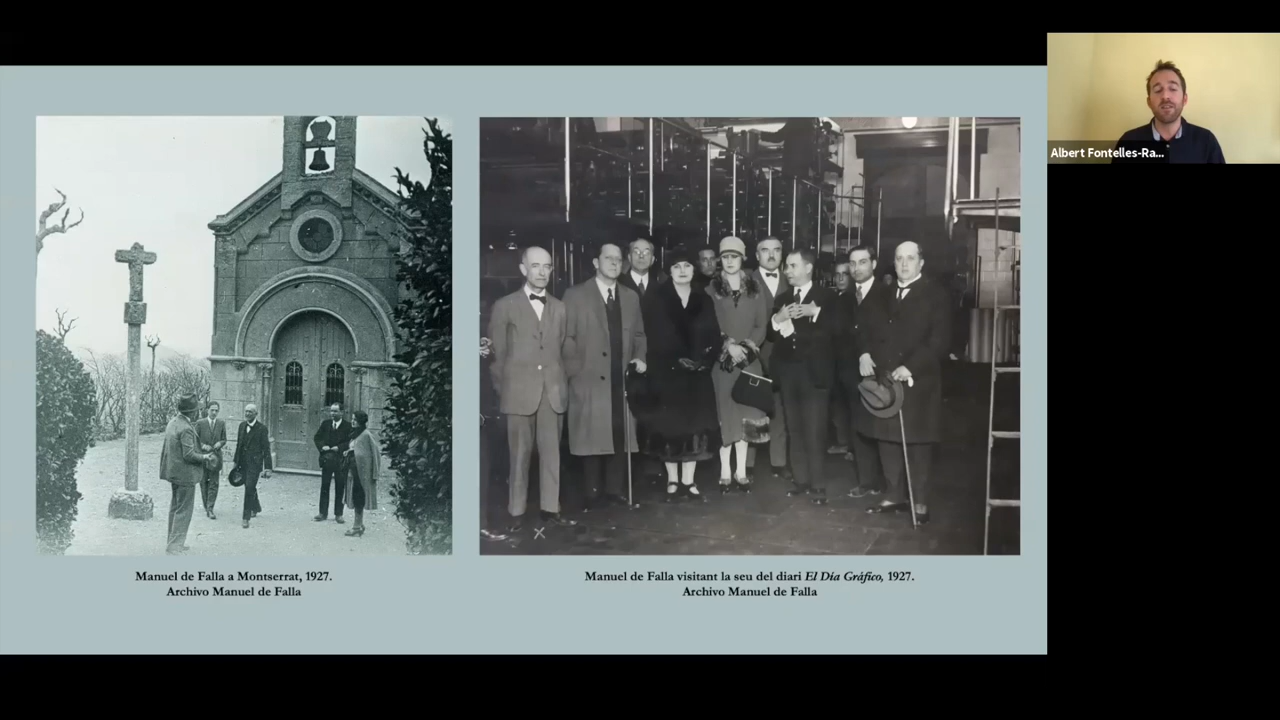 Albert Fontelles-Ra...
Manuel de Falla a Montserrat, 1927.
Archivo Manuel de Falla
Manuel de Falla visitant la seu del diari El Día Gráfico, 1927.
Archivo Manuel de Falla